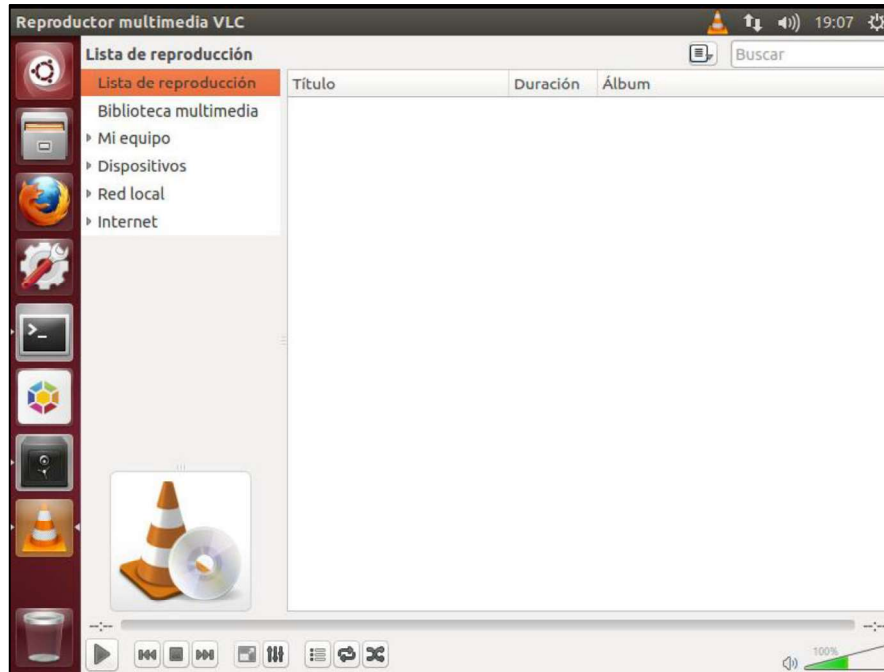 Reproductor multimedia VLC 19:07
Lista de reproducción Buscar
Lista de reproducción
Biblioteca multimedia
Mi equipo
Dispositivos
Red local
Internet
Título Duración Álbum
--:-- --:--
100%